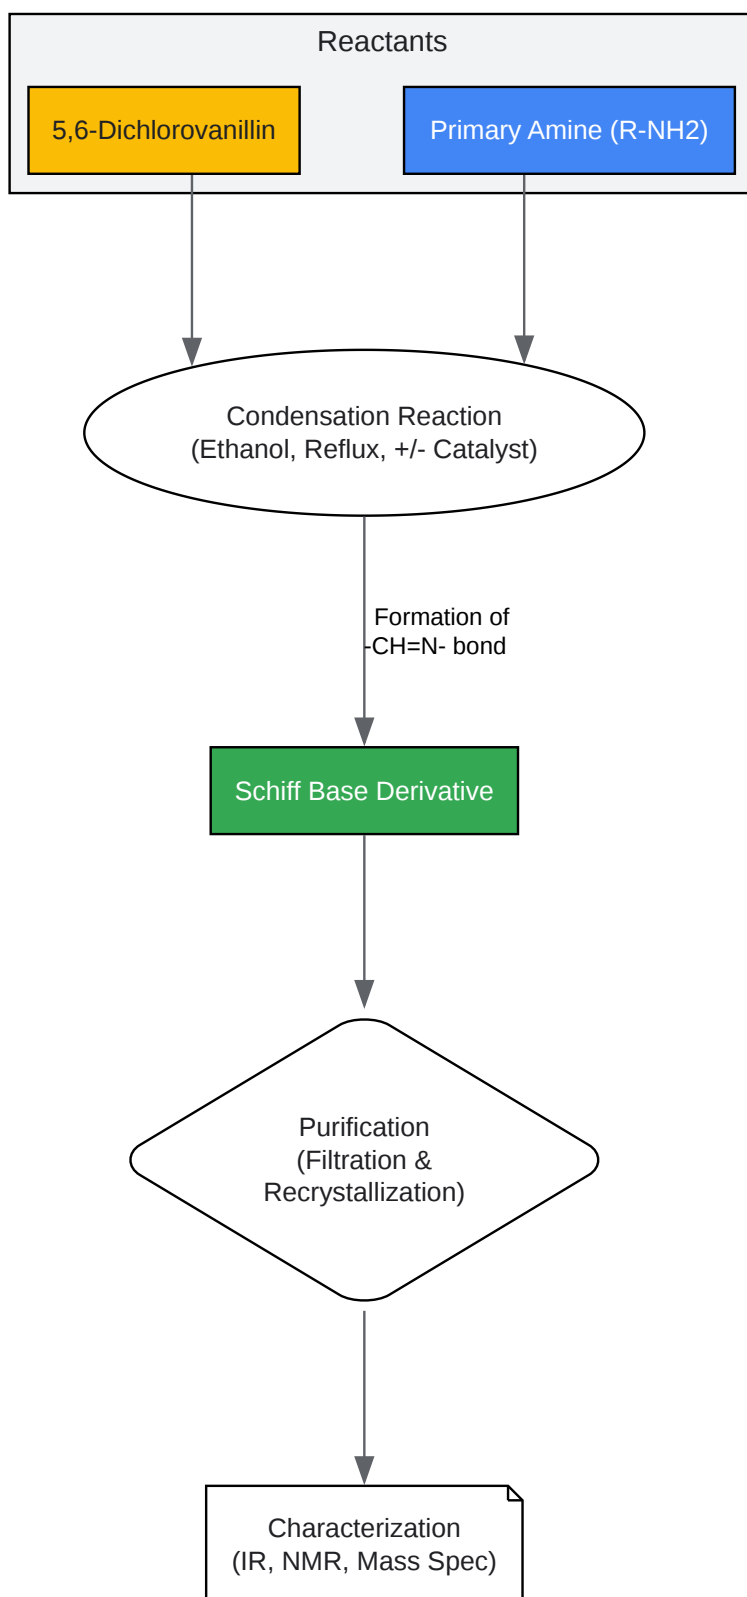 Reactants
5,6-Dichlorovanillin
Primary Amine (R-NH2)
Condensation Reaction
(Ethanol, Reflux, +/- Catalyst)
Formation of
-CH=N- bond
Schiff Base Derivative
Purification
(Filtration &
Recrystallization)
Characterization
(IR, NMR, Mass Spec)